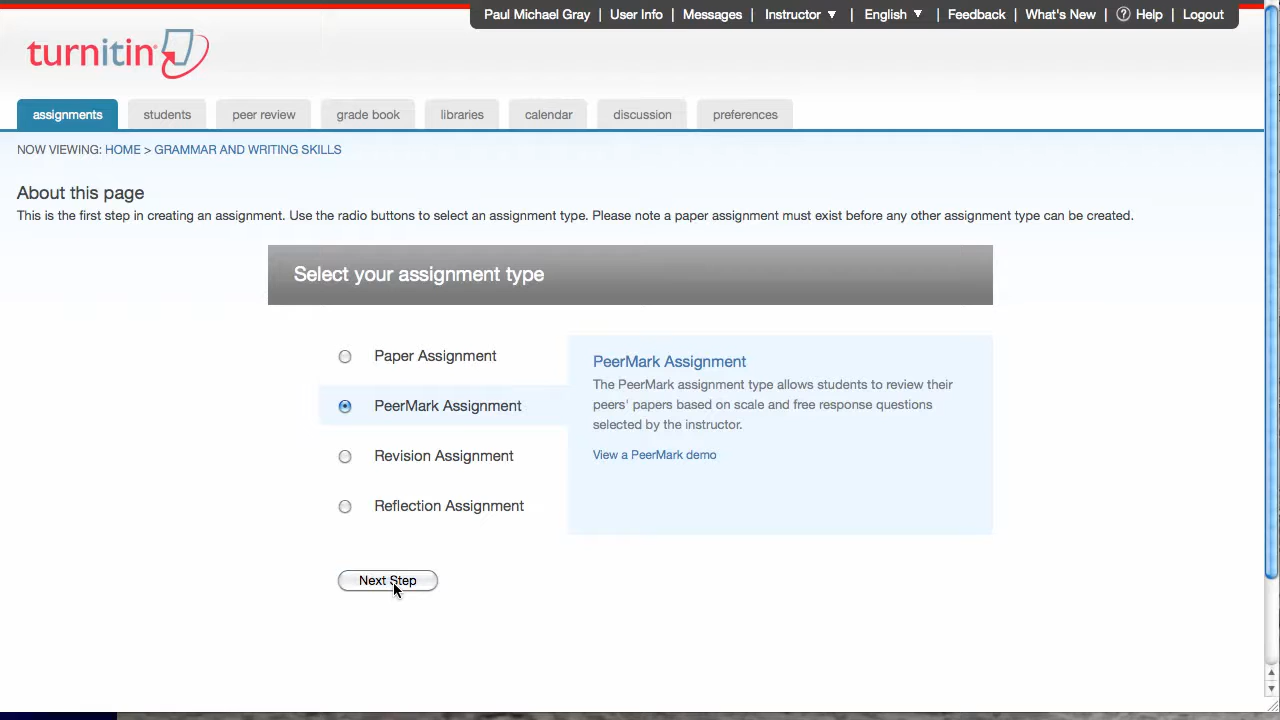 Paul Michael Gray | User Info | Messages | Instructor ▼ | English ▼ | Feedback | What's New | ? Help | Logout
turnitin
assignments students peer review grade book libraries calendar discussion preferences
NOW VIEWING: HOME > GRAMMAR AND WRITING SKILLS
About this page
This is the first step in creating an assignment. Use the radio buttons to select an assignment type. Please note a paper assignment must exist before any other assignment type can be created.
Select your assignment type
Paper Assignment
PeerMark Assignment
Revision Assignment
Reflection Assignment
PeerMark Assignment
The PeerMark assignment type allows students to review their
peers' papers based on scale and free response questions
selected by the instructor.
View a PeerMark demo
Next Step